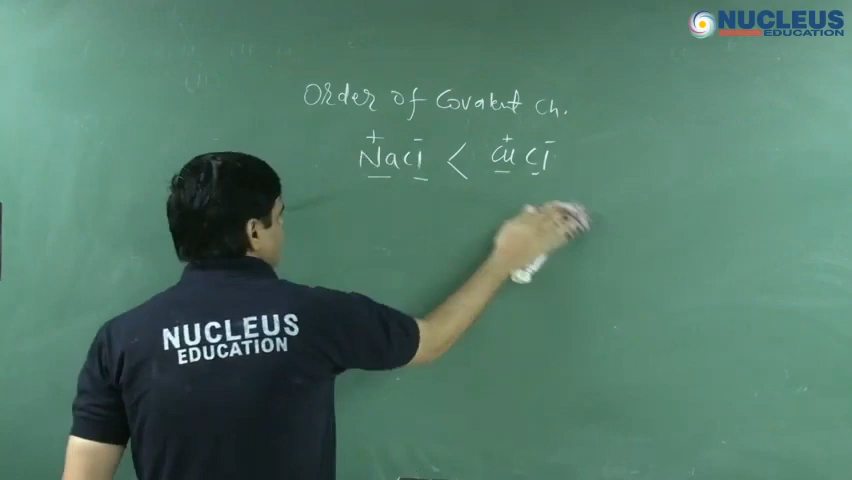 NUCLEUS
EDUCATION
Order of Covalent Ch.
+ - + -
NaCl < CuCl
NUCLEUS
EDUCATION